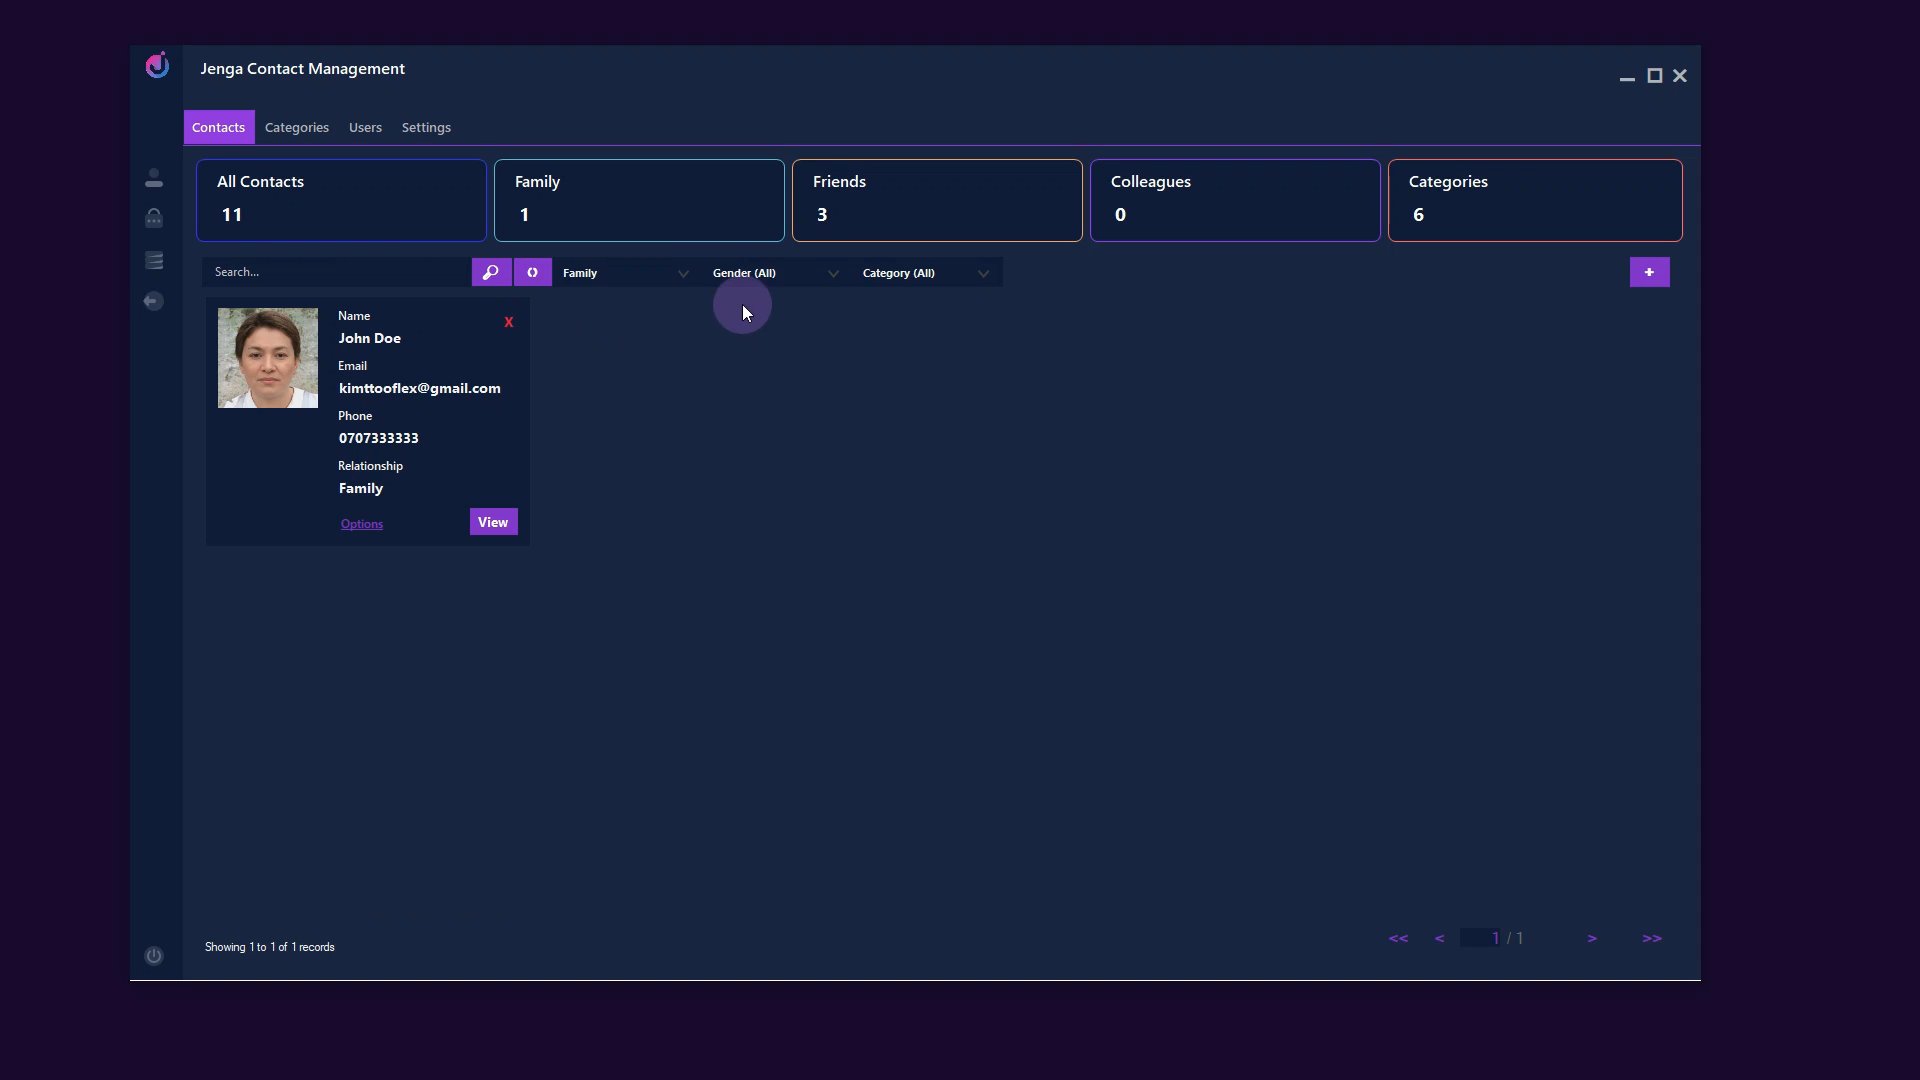 Jenga Contact Management
Contacts Categories Users Settings
All Contacts
11
Family
1
Friends
3
Colleagues
0
Categories
6
Search...
Family
Gender (All)
Category (All)
+
Name
X
John Doe
Email
kimttooflex@gmail.com
Phone
0707333333
Relationship
Family
Options
View
Showing 1 to 1 of 1 records
<< < 1 / 1 > >>